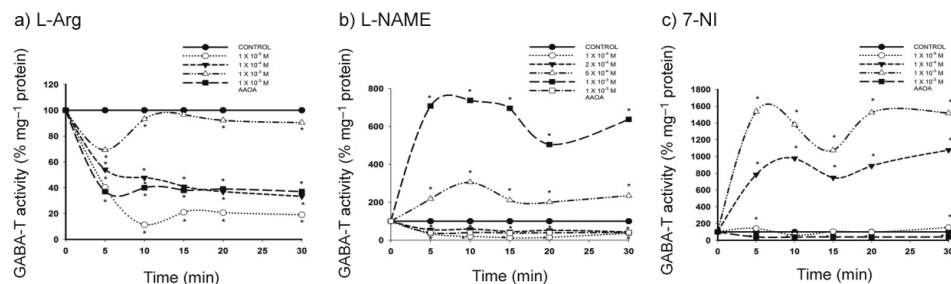 a) L-Arg
CONTROL
1 X 10⁻⁵ M
1 X 10⁻⁴ M
1 X 10⁻³ M
1 X 10⁻³ M
AAOA
GABA-T activity (% mg⁻¹ protein)
120
100
80
60
40
20
0
0 5 10 15 20 25 30
Time (min)
b) L-NAME
CONTROL
1 X 10⁻⁴ M
2 X 10⁻⁴ M
5 X 10⁻⁴ M
1 X 10⁻³ M
1 X 10⁻³ M
AAOA
GABA-T activity (% mg⁻¹ protein)
800
600
400
200
0
0 5 10 15 20 25 30
Time (min)
c) 7-NI
CONTROL
1 X 10⁻⁵ M
1 X 10⁻⁴ M
1 X 10⁻³ M
1 X 10⁻³ M
AAOA
GABA-T activity (% mg⁻¹ protein)
1800
1600
1400
1200
1000
800
600
400
200
0
0 5 10 15 20 25 30
Time (min)